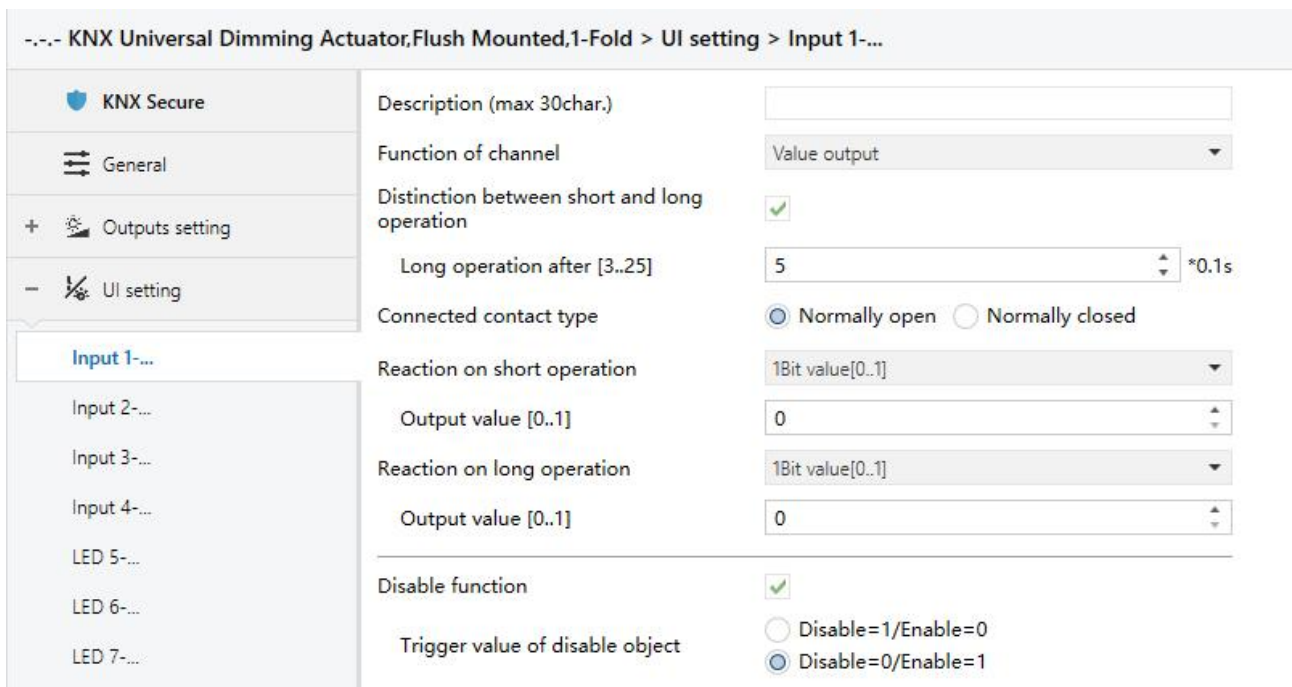 -.-.- KNX Universal Dimming Actuator,Flush Mounted,1-Fold > UI setting > Input 1-...
KNX Secure
General
+ Outputs setting
− UI setting
Input 1-...
Input 2-...
Input 3-...
Input 4-...
LED 5-...
LED 6-...
LED 7-...
Description (max 30char.)
Function of channel Value output
Distinction between short and long
operation
Long operation after [3..25] 5 *0.1s
Connected contact type Normally open Normally closed
Reaction on short operation 1Bit value[0..1]
Output value [0..1] 0
Reaction on long operation 1Bit value[0..1]
Output value [0..1] 0
Disable function
Trigger value of disable object
Disable=1/Enable=0
Disable=0/Enable=1